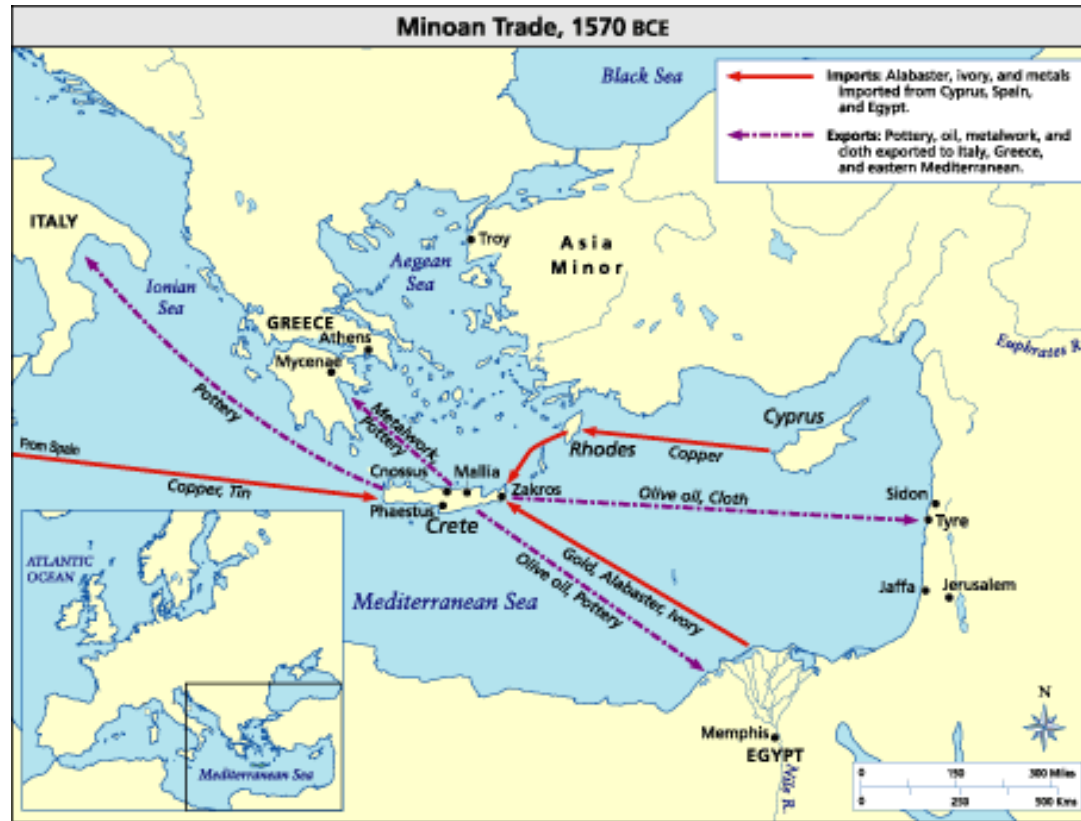 Minoan Trade, 1570 BCE
Black Sea
Imports: Alabaster, ivory, and metals
imported from Cyprus, Spain,
and Egypt.
Exports: Pottery, oil, metalwork, and
cloth exported to Italy, Greece,
and eastern Mediterranean.
ITALY
Troy
Asia
Minor
Aegean
Sea
Ionian
Sea
GREECE
Athens
Mycenae
Euphrates R.
Pottery
Metalwork,
Pottery
Cyprus
Rhodes
Copper
From Spain
Copper, Tin
Cnossus
Mallia
Zakros
Phaestus
Crete
Olive oil, Cloth
Sidon
Tyre
Gold, Alabaster, Ivory
Olive oil, Pottery
Mediterranean Sea
Jaffa
Jerusalem
ATLANTIC
OCEAN
Mediterranean Sea
Memphis
EGYPT
Nile R.
N
0 150 300 Miles
0 250 500 Kms